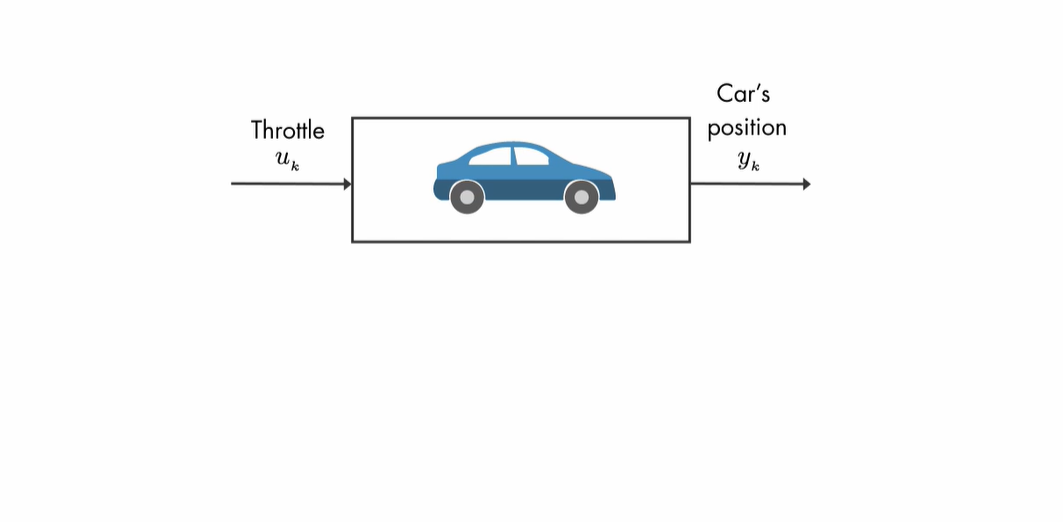 Throttle
u_k
Car's
position
y_k